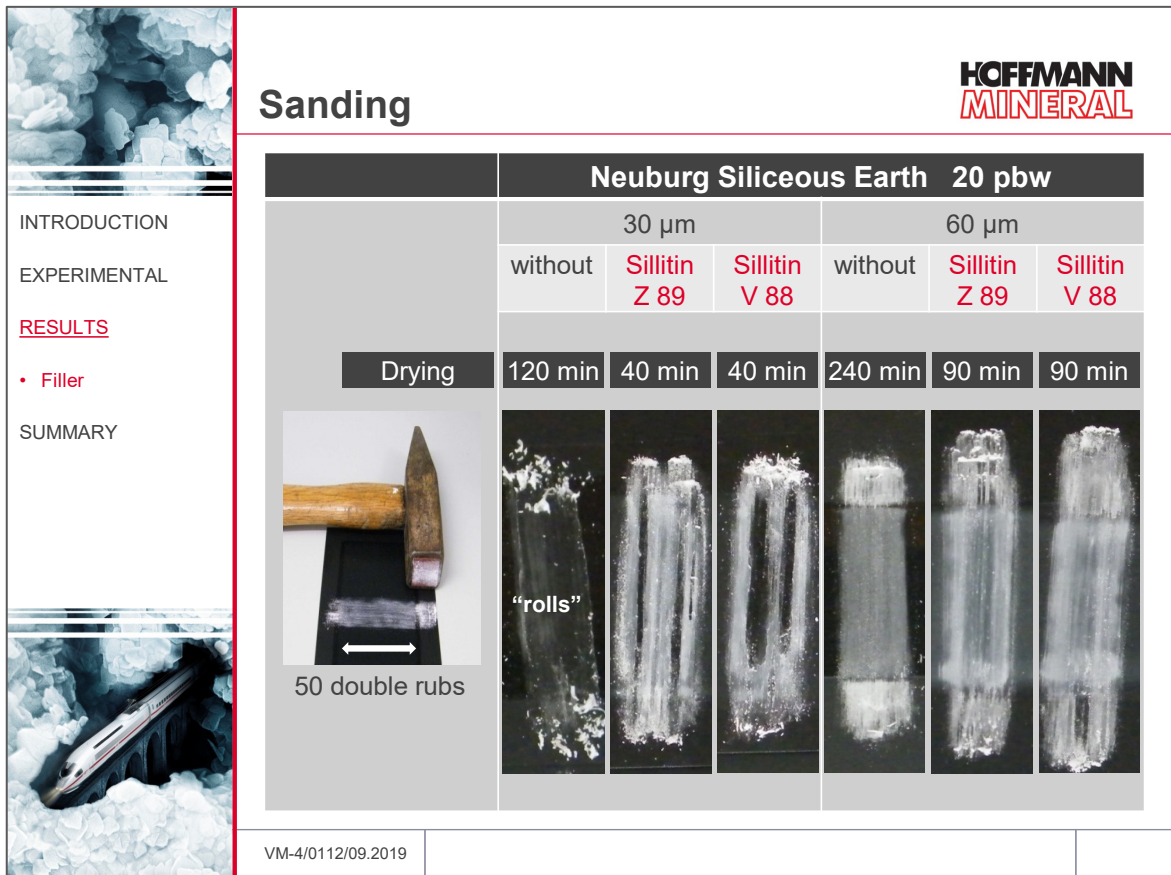 Sanding
HOFFMANN
MINERAL
INTRODUCTION
EXPERIMENTAL
RESULTS
• Filler
SUMMARY
Neuburg Siliceous Earth 20 pbw
30 µm 60 µm
without Sillitin Z 89 Sillitin V 88 without Sillitin Z 89 Sillitin V 88
Drying 120 min 40 min 40 min 240 min 90 min 90 min
“rolls”
50 double rubs
VM-4/0112/09.2019